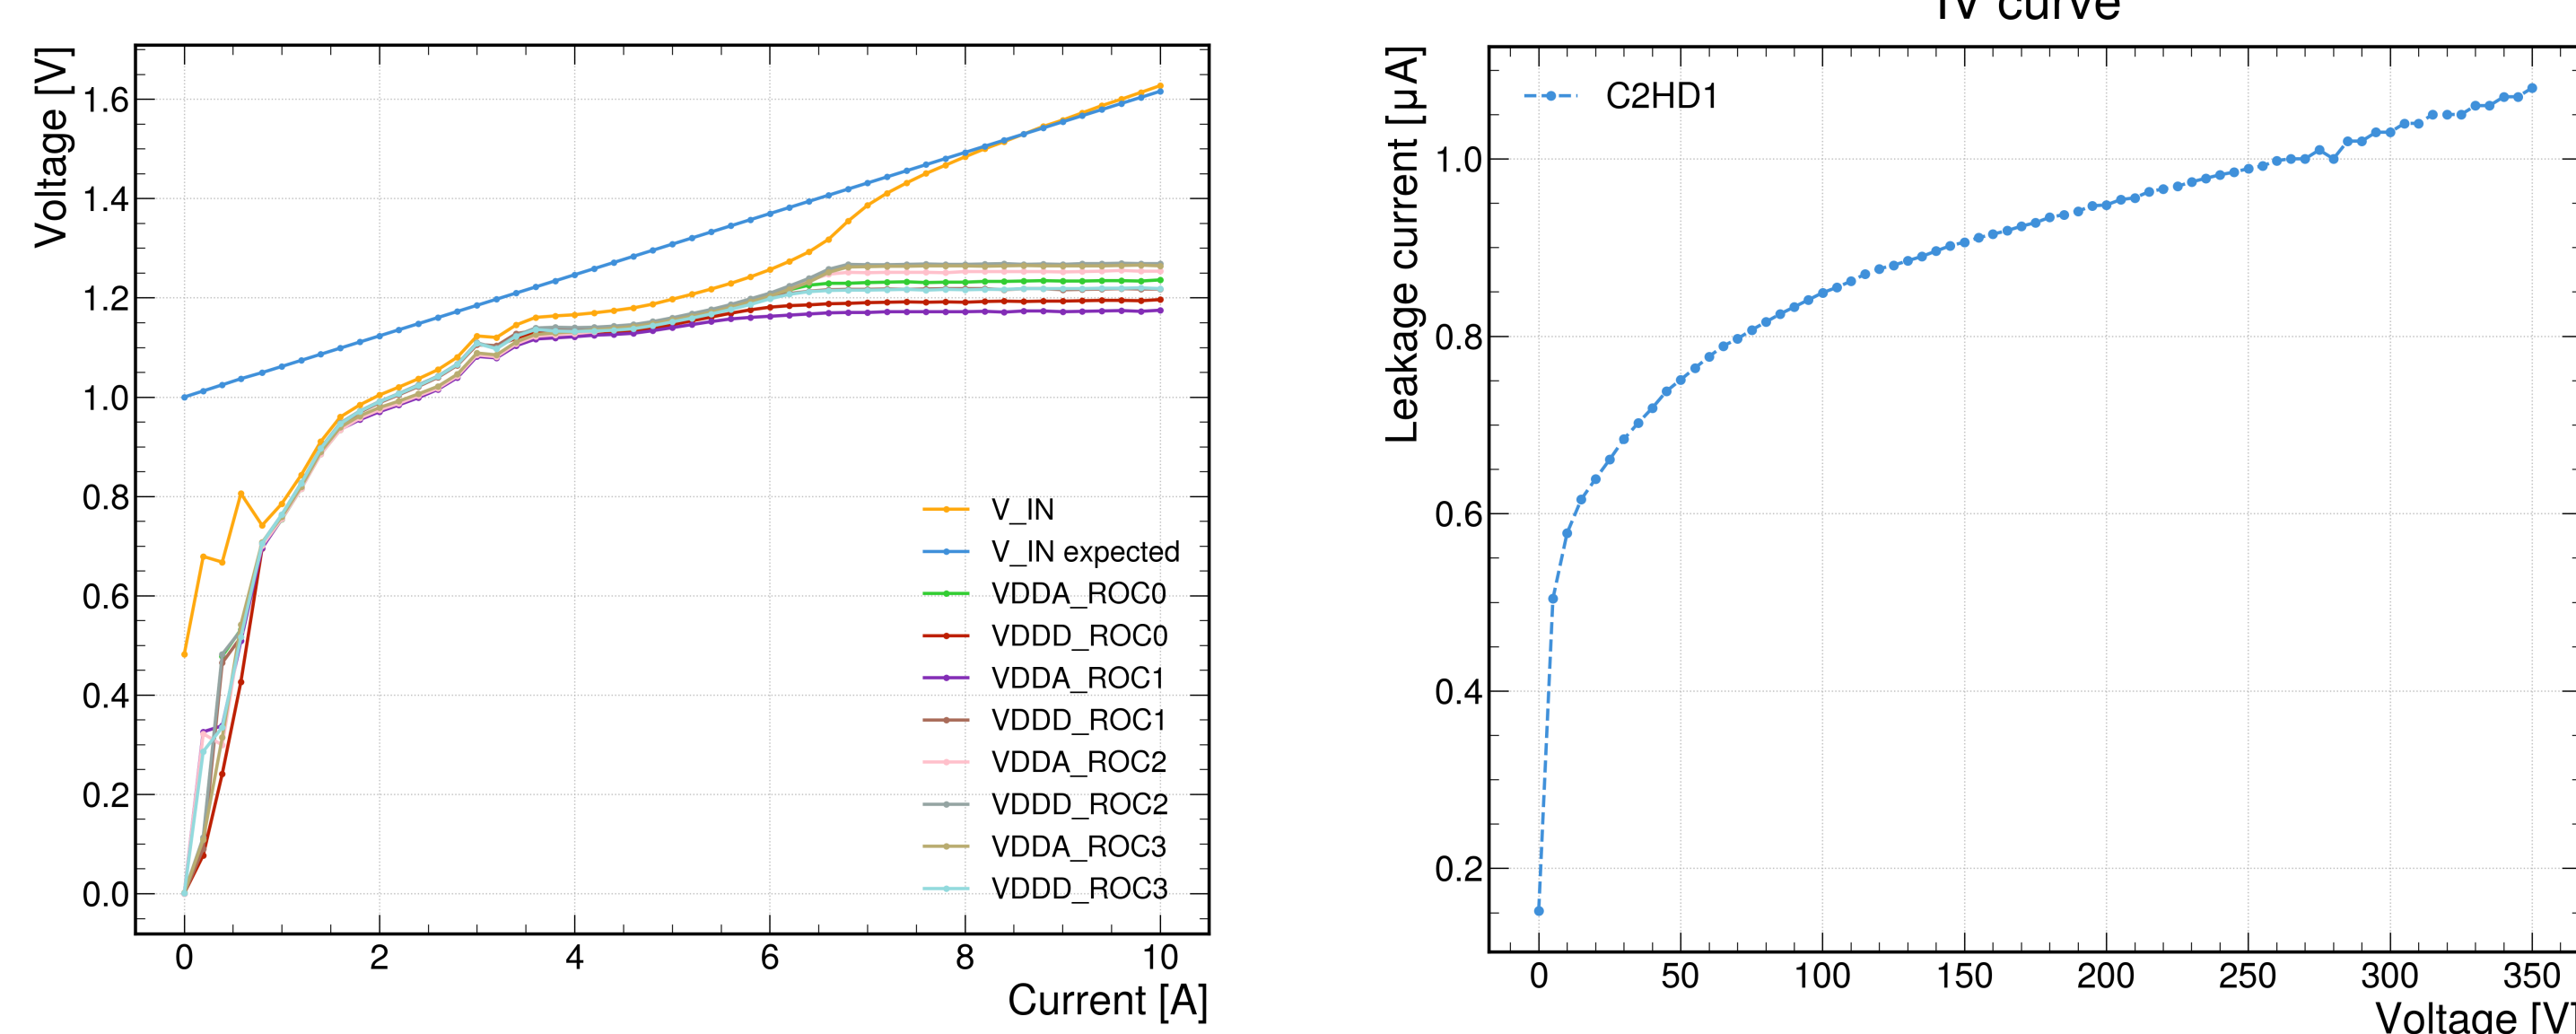 Voltage [V]
1.6
1.4
1.2
1.0
0.8
0.6
0.4
0.2
0.0
0 2 4 6 8 10
Current [A]
V_IN
V_IN expected
VDDA_ROC0
VDDD_ROC0
VDDA_ROC1
VDDD_ROC1
VDDA_ROC2
VDDD_ROC2
VDDA_ROC3
VDDD_ROC3
IV curve
Leakage current [μA]
C2HD1
1.0
0.8
0.6
0.4
0.2
0 50 100 150 200 250 300 350
Voltage [V]